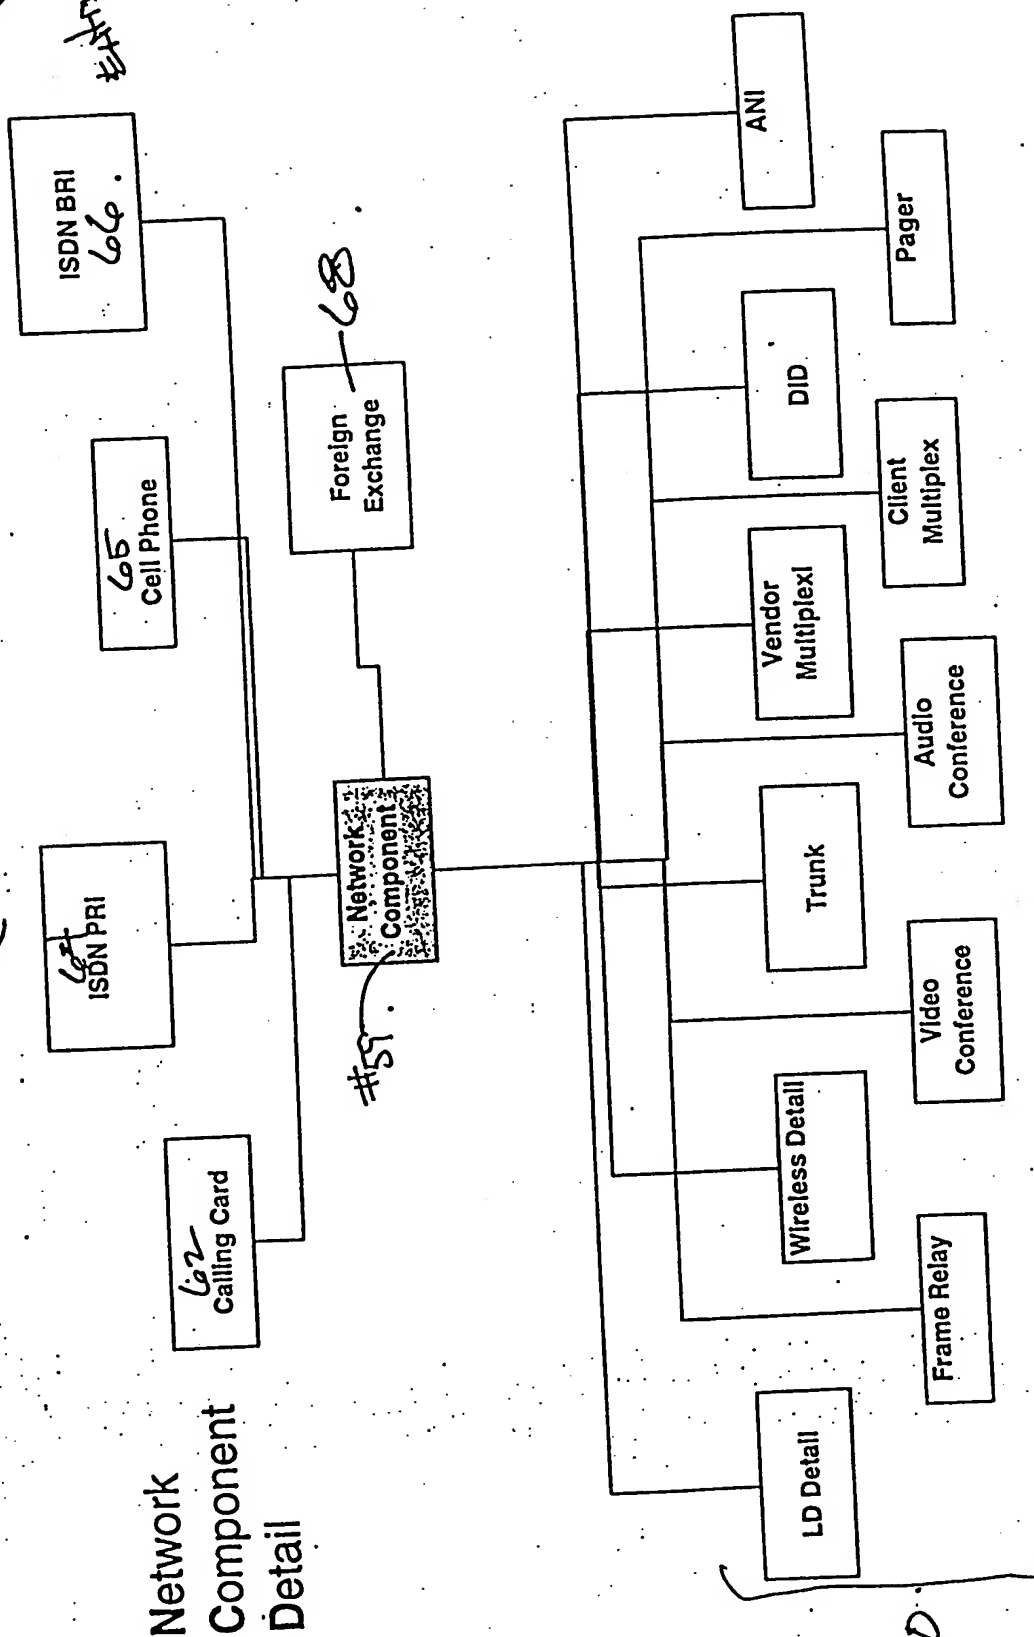 Network
Component
Detail
62
Calling Card
64
ISDN PRI
65
Cell Phone
ISDN BRI
66
Foreign
Exchange
68
Network
Component
#59
LD Detail
Wireless Detail
Trunk
Vendor
Multiplexl
DID
ANI
Frame Relay
Video
Conference
Audio
Conference
Client
Multiplex
Pager